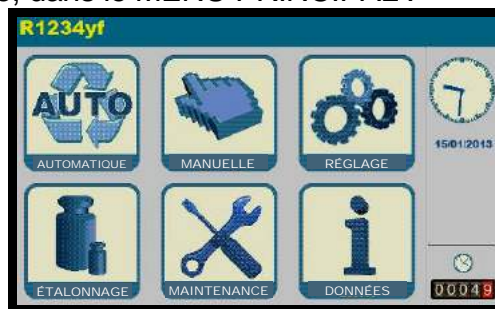 R1234yf
AUTO
AUTOMATIQUE
MANUELLE
RÉGLAGE
15/01/2013
ÉTALONNAGE
MAINTENANCE
DONNÉES
00049